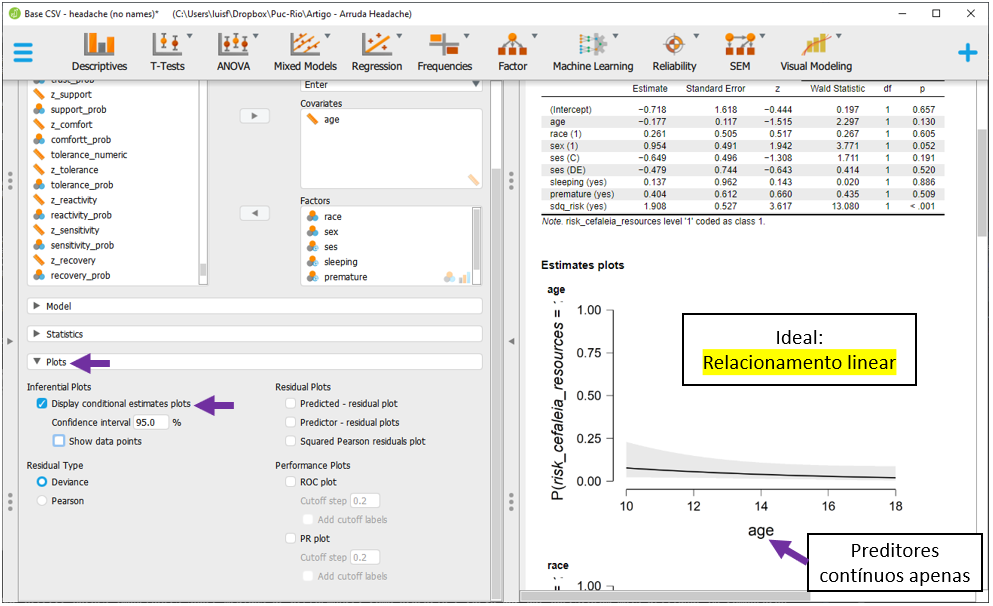 Base CSV - headache (no names)* (C:\Users\luisf\Dropbox\Puc-Rio\Artigo - Arruda Headache)
Descriptives T-Tests ANOVA Mixed Models Regression Frequencies Factor Machine Learning Reliability SEM Visual Modeling
z_support
support_prob
z_comfort
comfortt_prob
tolerance_numeric
z_tolerance
tolerance_prob
z_reactivity
reactivity_prob
z_sensitivity
sensitivity_prob
z_recovery
recovery_prob
Enter
Covariates
age
Factors
race
sex
ses
sleeping
premature
Model
Statistics
Plots
Inferential Plots
Display conditional estimates plots
Confidence interval 95.0 %
Show data points
Residual Type
Deviance
Pearson
Residual Plots
Predicted - residual plot
Predictor - residual plots
Squared Pearson residuals plot
Performance Plots
ROC plot
Cutoff step 0.2
Add cutoff labels
PR plot
Cutoff step 0.2
Add cutoff labels
Estimate Standard Error z Wald Statistic df p
(Intercept) −0.718 1.618 −0.444 0.197 1 0.657
age −0.177 0.117 −1.515 2.297 1 0.130
race (1) 0.261 0.505 0.517 0.267 1 0.605
sex (1) 0.954 0.491 1.942 3.771 1 0.052
ses (C) −0.649 0.496 −1.308 1.711 1 0.191
ses (DE) −0.479 0.744 −0.643 0.414 1 0.520
sleeping (yes) 0.137 0.962 0.143 0.020 1 0.886
premature (yes) 0.404 0.612 0.660 0.435 1 0.509
sdq_risk (yes) 1.908 0.527 3.617 13.080 1 < .001
Note. risk_cefaleia_resources level '1' coded as class 1.
Estimates plots
age
P(risk_cefaleia_resources =
1.00
0.75
0.50
0.25
0.00
10 12 14 16 18
age
Ideal:
Relacionamento linear
Preditores
contínuos apenas
race
1.00